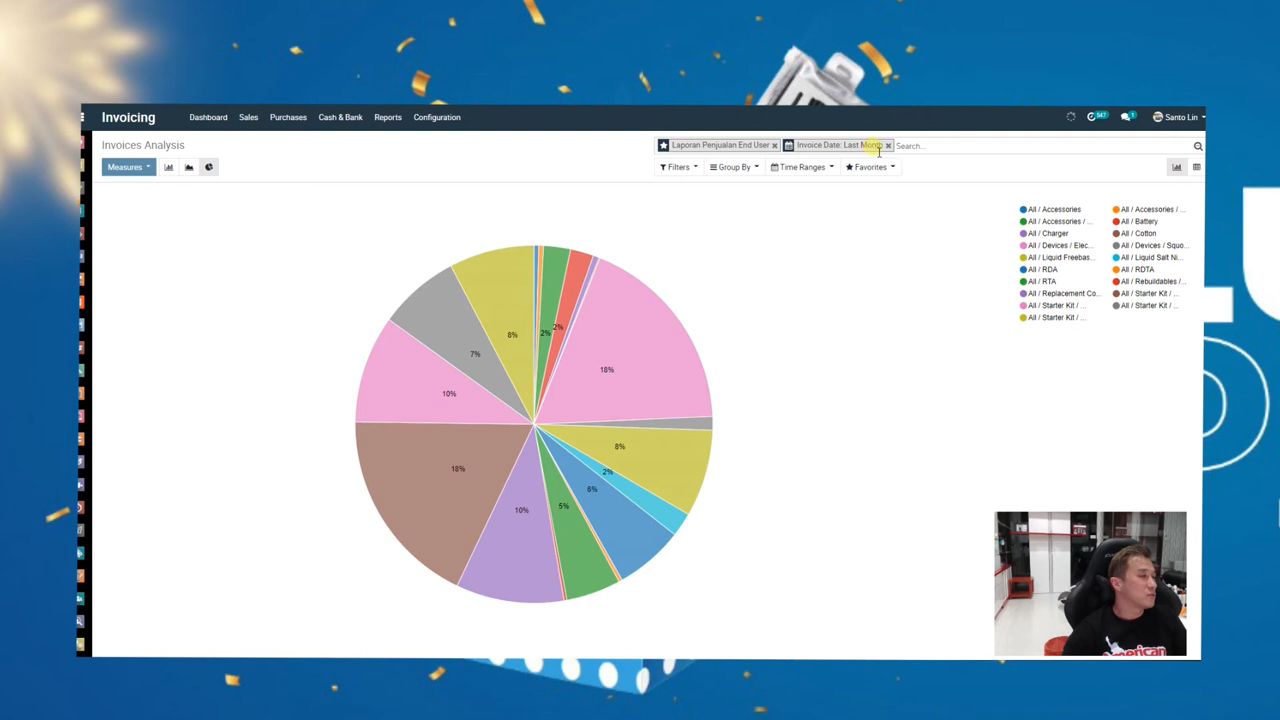 Invoicing
Dashboard Sales Purchases Cash & Bank Reports Configuration
Santo Lin
Invoices Analysis
Laporan Penjualan End User
Invoice Date: Last Month
Search...
Measures
Filters Group By Time Ranges Favorites
All / Accessories
All / Accessories / ...
All / Accessories / ...
All / Battery
All / Charger
All / Cotton
All / Devices / Elec...
All / Devices / Squo...
All / Liquid Freebas...
All / Liquid Salt Ni...
All / RDA
All / RDTA
All / RTA
All / Rebuildables /...
All / Replacement Co...
All / Starter Kit / ...
All / Starter Kit / ...
All / Starter Kit / ...
All / Starter Kit / ...
2%
2%
8%
7%
18%
10%
8%
18%
2%
6%
5%
10%
American